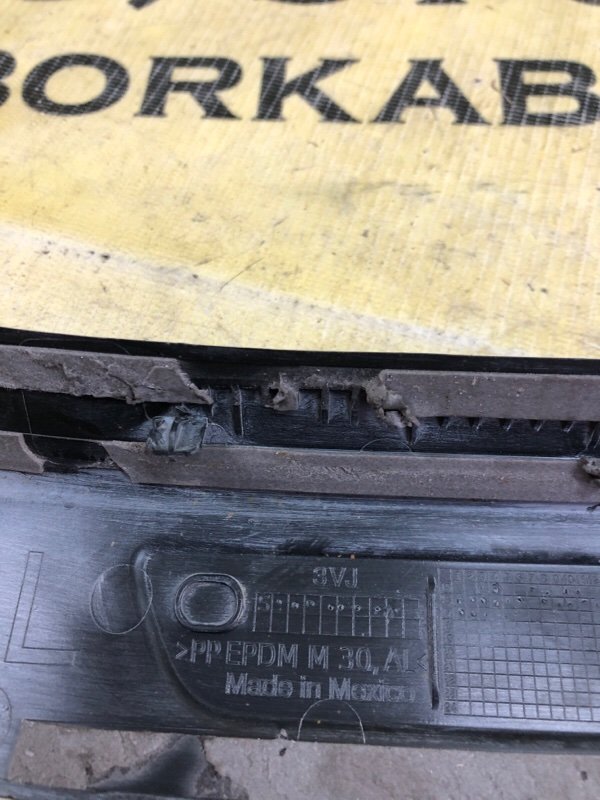 BORKAB
L
3VJ
>PP EPDM M 30, AI<
Made in Mexico